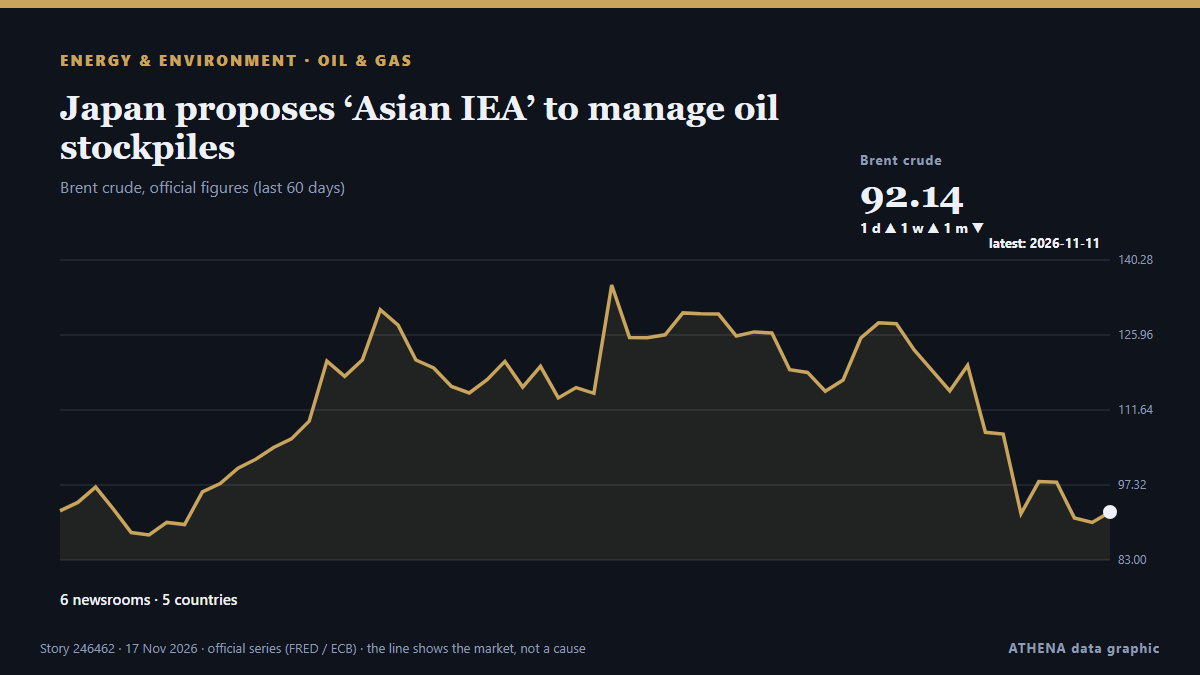 ENERGY & ENVIRONMENT · OIL & GAS
Japan proposes ‘Asian IEA’ to manage oil
stockpiles
Brent crude, official figures (last 60 days)
Brent crude
92.14
1 d ▲ 1 w ▲ 1 m ▼
latest: 2026-11-11
140.28
125.96
111.64
97.32
83.00
6 newsrooms · 5 countries
Story 246462 · 17 Nov 2026 · official series (FRED / ECB) · the line shows the market, not a cause
ATHENA data graphic